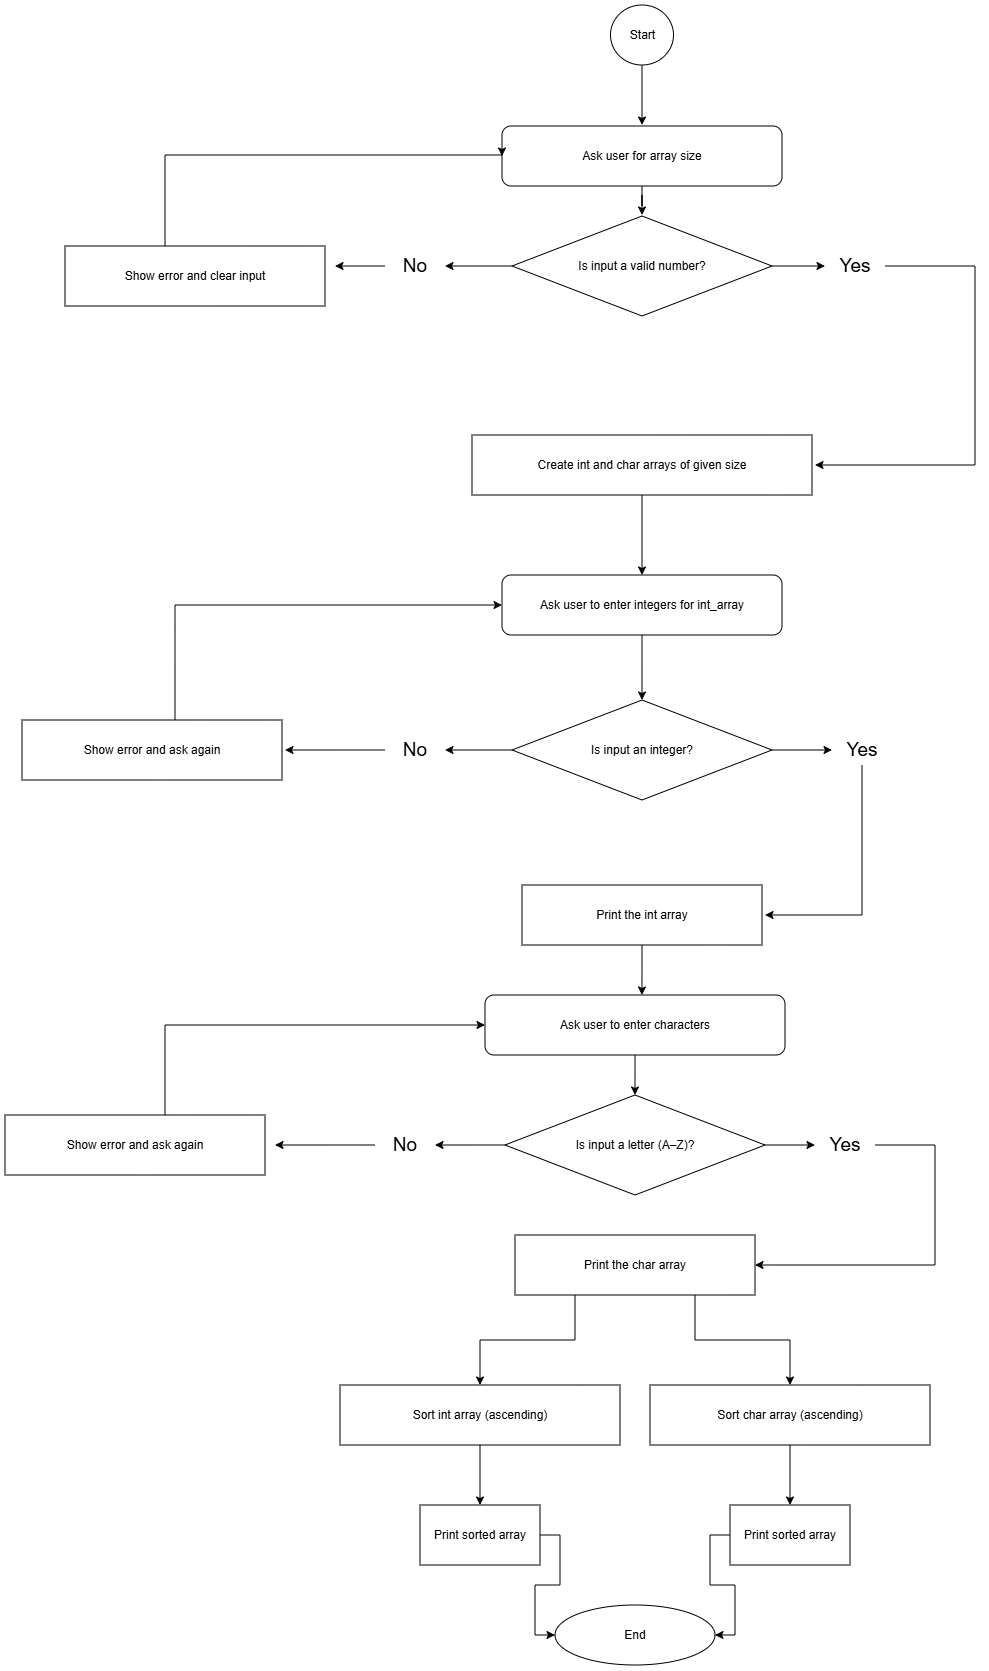 Start
Ask user for array size
Is input a valid number?
No
Yes
Show error and clear input
Create int and char arrays of given size
Ask user to enter integers for int_array
Is input an integer?
No
Yes
Show error and ask again
Print the int array
Ask user to enter characters
Is input a letter (A–Z)?
No
Yes
Show error and ask again
Print the char array
Sort int array (ascending)
Sort char array (ascending)
Print sorted array
Print sorted array
End